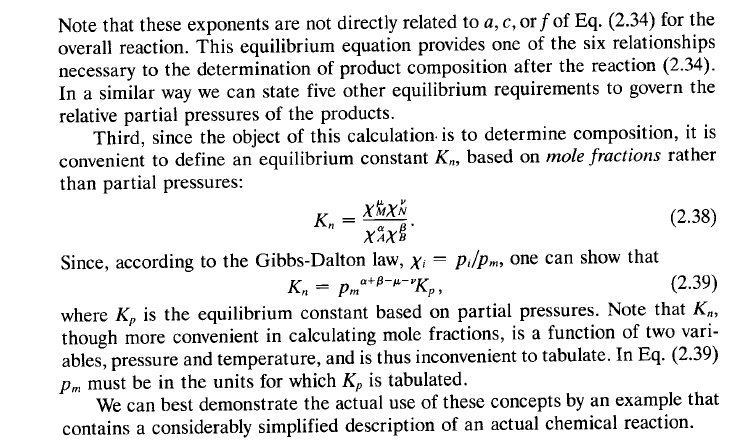 Note that these exponents are not directly related to a, c, or f of Eq. (2.34) for the
overall reaction. This equilibrium equation provides one of the six relationships
necessary to the determination of product composition after the reaction (2.34).
In a similar way we can state five other equilibrium requirements to govern the
relative partial pressures of the products.
Third, since the object of this calculation is to determine composition, it is
convenient to define an equilibrium constant Kₙ, based on mole fractions rather
than partial pressures:
Kₙ = χ_M^μ χ_N^ν / χ_A^α χ_B^β. (2.38)
Since, according to the Gibbs-Dalton law, χᵢ = pᵢ/pₘ, one can show that
Kₙ = pₘ^(α+β−μ−ν) Kₚ, (2.39)
where Kₚ is the equilibrium constant based on partial pressures. Note that Kₙ,
though more convenient in calculating mole fractions, is a function of two vari-
ables, pressure and temperature, and is thus inconvenient to tabulate. In Eq. (2.39)
pₘ must be in the units for which Kₚ is tabulated.
We can best demonstrate the actual use of these concepts by an example that
contains a considerably simplified description of an actual chemical reaction.